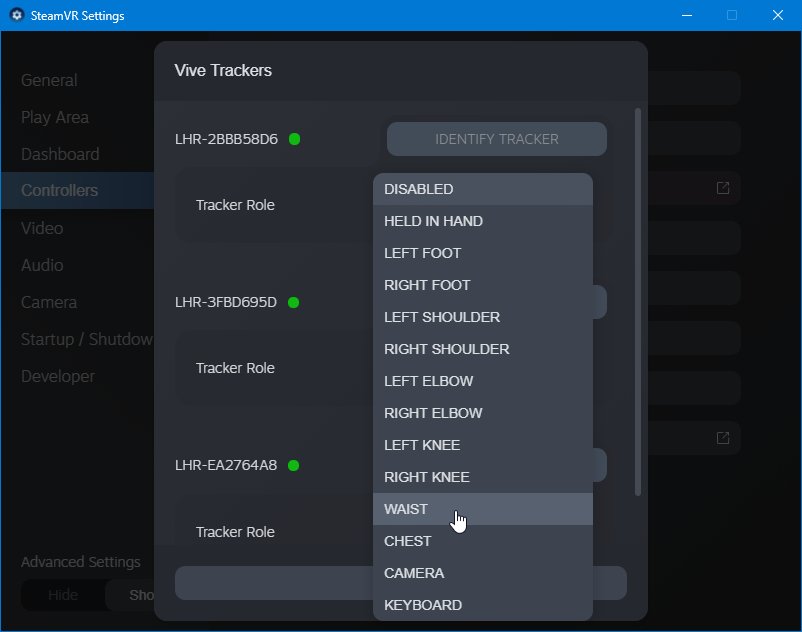 SteamVR Settings
Vive Trackers
General
Play Area
Dashboard
Controllers
Video
Audio
Camera
Startup / Shutdow
Developer
Advanced Settings
Hide
Sho
LHR-2BBB58D6
IDENTIFY TRACKER
Tracker Role
LHR-3FBD695D
Tracker Role
LHR-EA2764A8
Tracker Role
DISABLED
HELD IN HAND
LEFT FOOT
RIGHT FOOT
LEFT SHOULDER
RIGHT SHOULDER
LEFT ELBOW
RIGHT ELBOW
LEFT KNEE
RIGHT KNEE
WAIST
CHEST
CAMERA
KEYBOARD